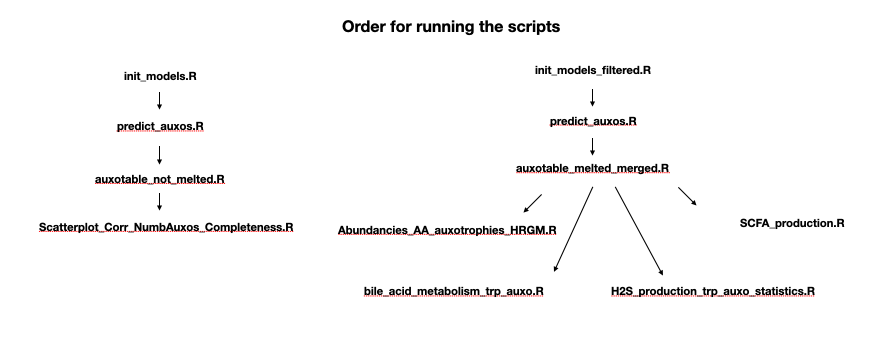 Order for running the scripts
init_models.R
predict_auxos.R
auxotable_not_melted.R
Scatterplot_Corr_NumbAuxos_Completeness.R
init_models_filtered.R
predict_auxos.R
auxotable_melted_merged.R
Abundancies_AA_auxotrophies_HRGM.R
SCFA_production.R
bile_acid_metabolism_trp_auxo.R
H2S_production_trp_auxo_statistics.R